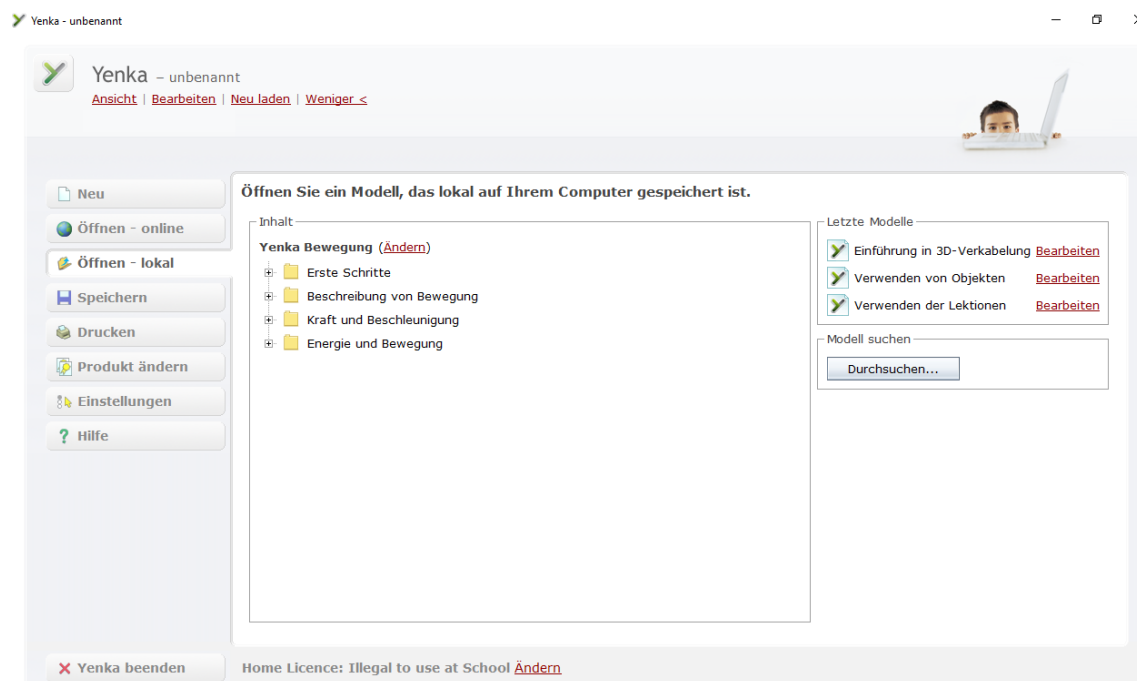 Yenka - unbenannt
Yenka – unbenannt
Ansicht | Bearbeiten | Neu laden | Weniger <
Neu
Öffnen - online
Öffnen - lokal
Speichern
Drucken
Produkt ändern
Einstellungen
? Hilfe
Öffnen Sie ein Modell, das lokal auf Ihrem Computer gespeichert ist.
Inhalt
Yenka Bewegung (Ändern)
Erste Schritte
Beschreibung von Bewegung
Kraft und Beschleunigung
Energie und Bewegung
Letzte Modelle
Einführung in 3D-Verkabelung Bearbeiten
Verwenden von Objekten Bearbeiten
Verwenden der Lektionen Bearbeiten
Modell suchen
Durchsuchen...
Yenka beenden
Home Licence: Illegal to use at School Ändern